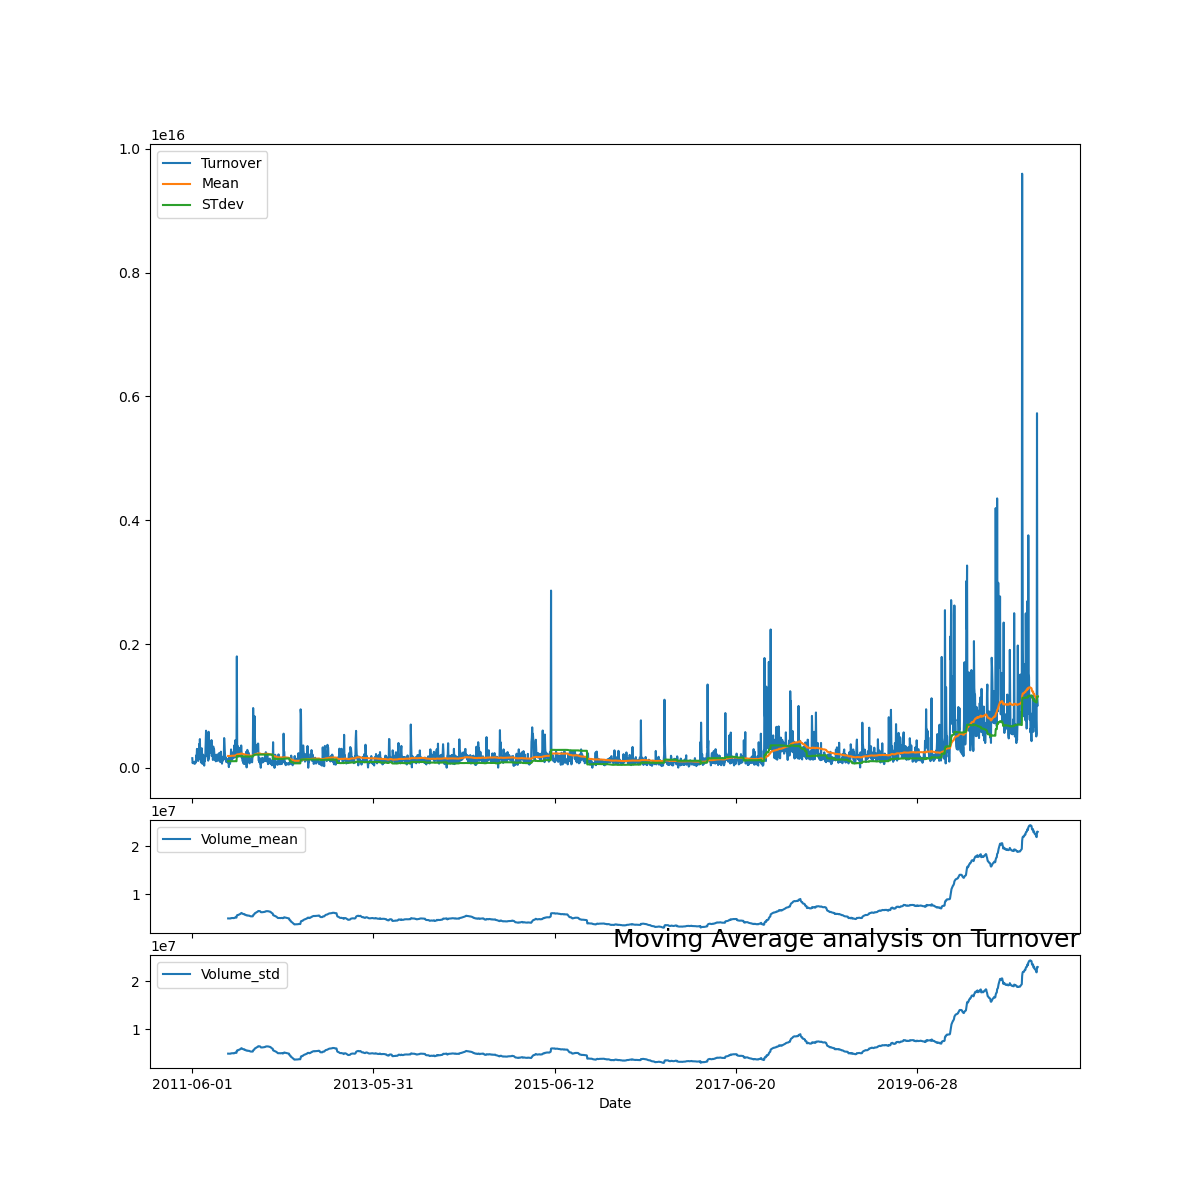 1e16
1.0
0.8
0.6
0.4
0.2
0.0
Turnover
Mean
STdev
1e7
2
1
Volume_mean
Moving Average analysis on Turnover
1e7
2
1
Volume_std
2011-06-01 2013-05-31 2015-06-12 2017-06-20 2019-06-28
Date